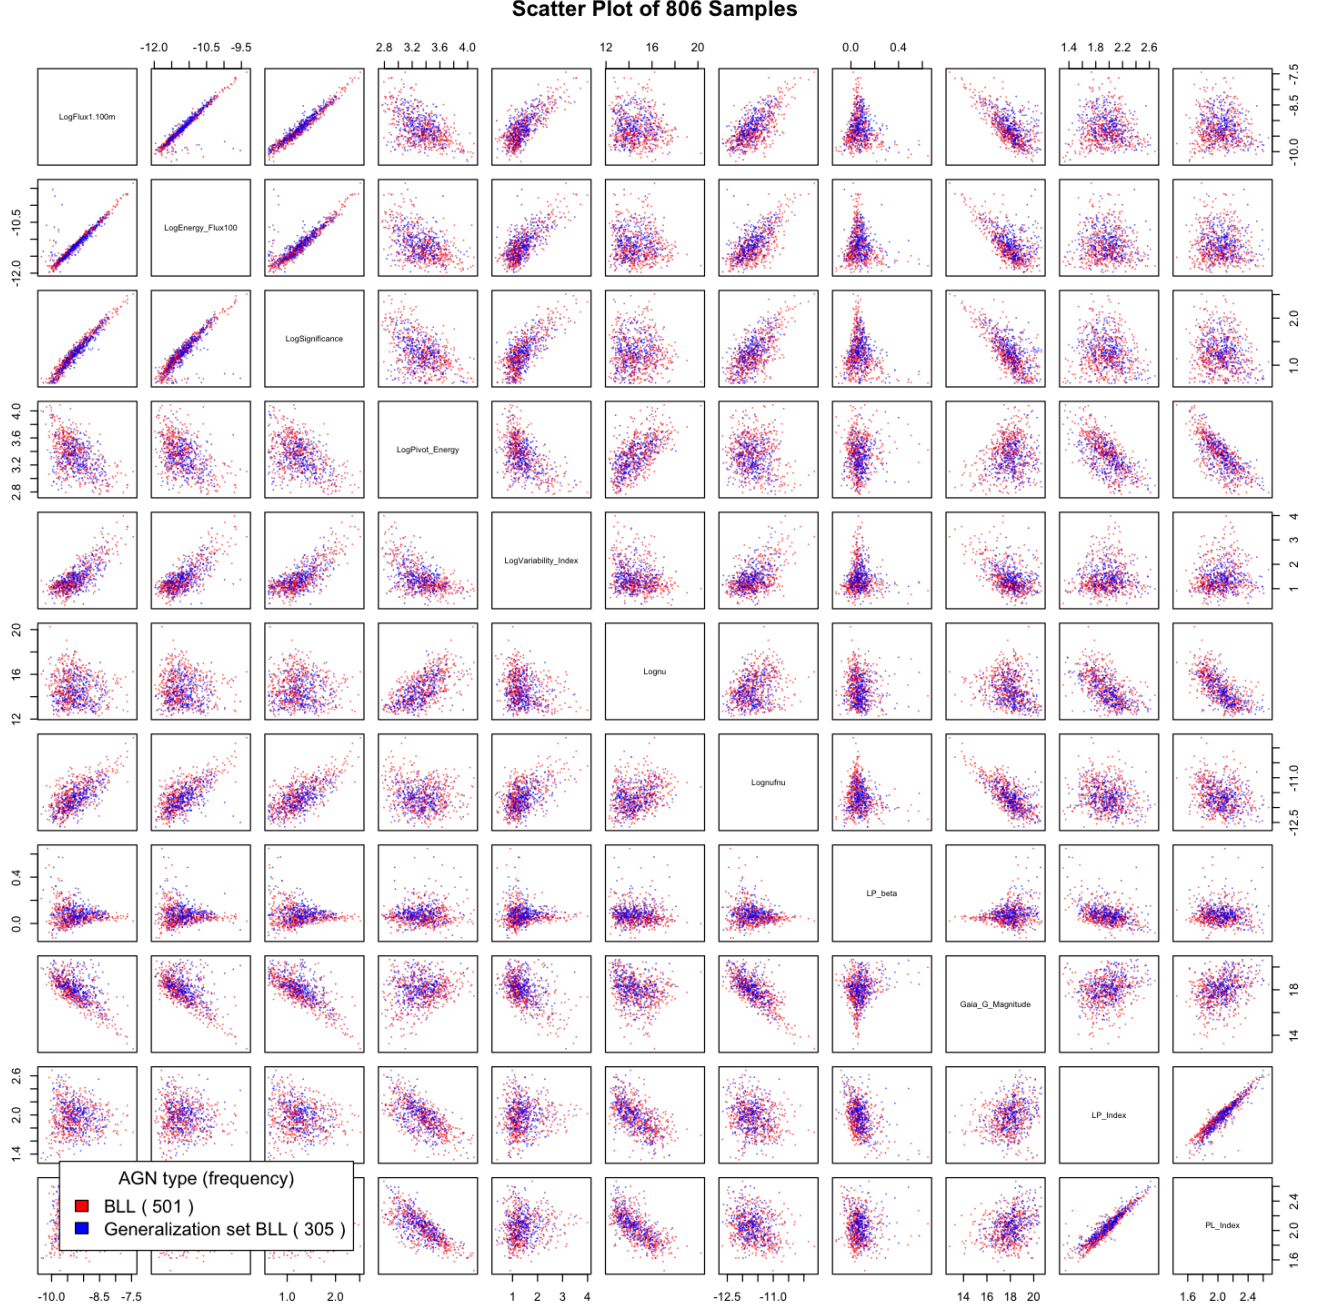 Scatter Plot of 806 Samples
-12.0 -10.5 -9.5 2.8 3.2 3.6 4.0 12 14 16 20 0.0 0.4 1.4 1.8 2.2 2.6
LogFlux1.100m
-10.0 -8.5 -7.5
LogEnergy_Flux100
-12.0 -10.5
LogSignificance
1.0 2.0
LogPivot_Energy
2.8 3.2 3.6 4.0
LogVariability_Index
1 2 3 4
Lognu
12 16 20
Lognufnu
-12.5 -11.0
LP_beta
0.0 0.4
Gaia_G_Magnitude
14 18
LP_Index
1.4 2.0 2.6
AGN type (frequency)
BLL ( 501 )
Generalization set BLL ( 305 )
PL_Index
1.6 2.0 2.4
-10.0 -8.5 -7.5 1.0 2.0 1 2 3 4 -12.5 -11.0 14 16 18 20 1.6 2.0 2.4